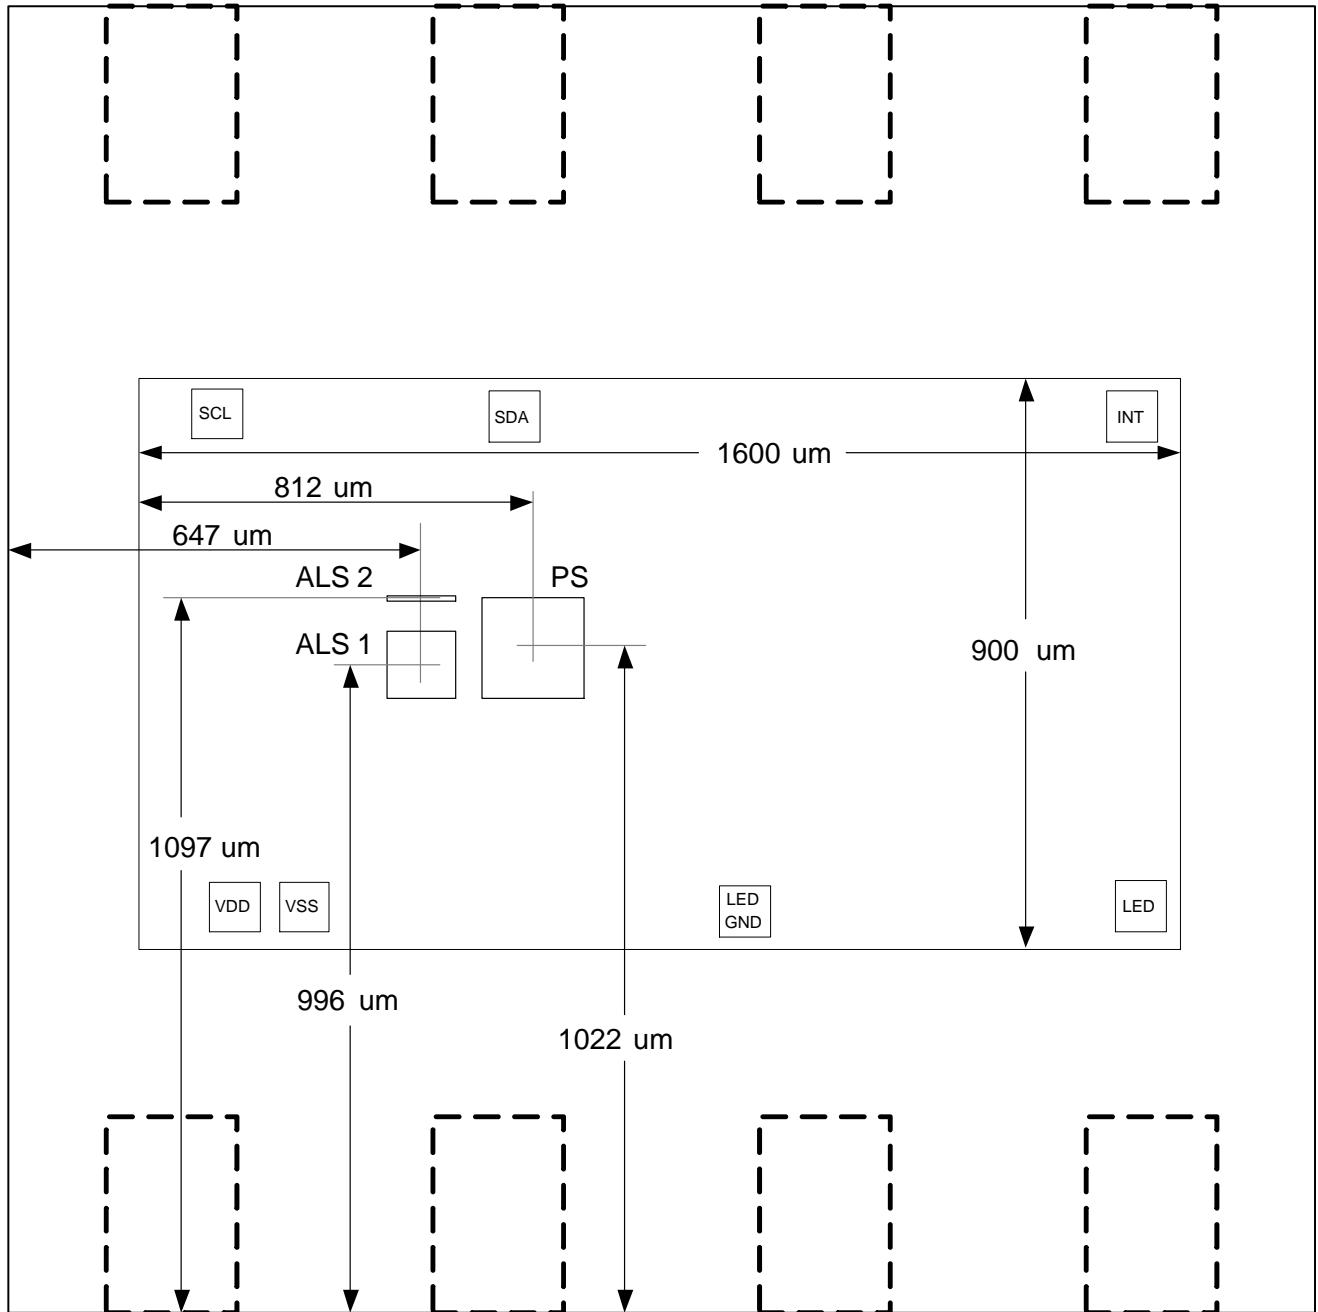 SCL
SDA
INT
1600 um
812 um
647 um
ALS 2
PS
ALS 1
900 um
1097 um
VDD
VSS
LED
GND
LED
996 um
1022 um